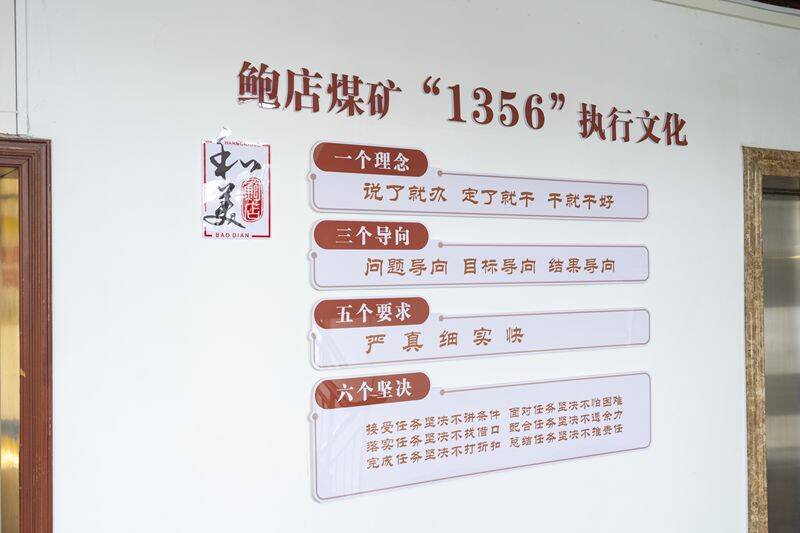 鲍店煤矿“1356”执行文化
和美
鲍店
BAO DIAN
一个理念
说了就办 定了就干 干就干好
三个导向
问题导向 目标导向 结果导向
五个要求
严 真 细 实 快
六个坚决
接受任务坚决不讲条件 面对任务坚决不怕困难
落实任务坚决不找借口 配合任务坚决不遗余力
完成任务坚决不打折扣 总结任务坚决不推责任